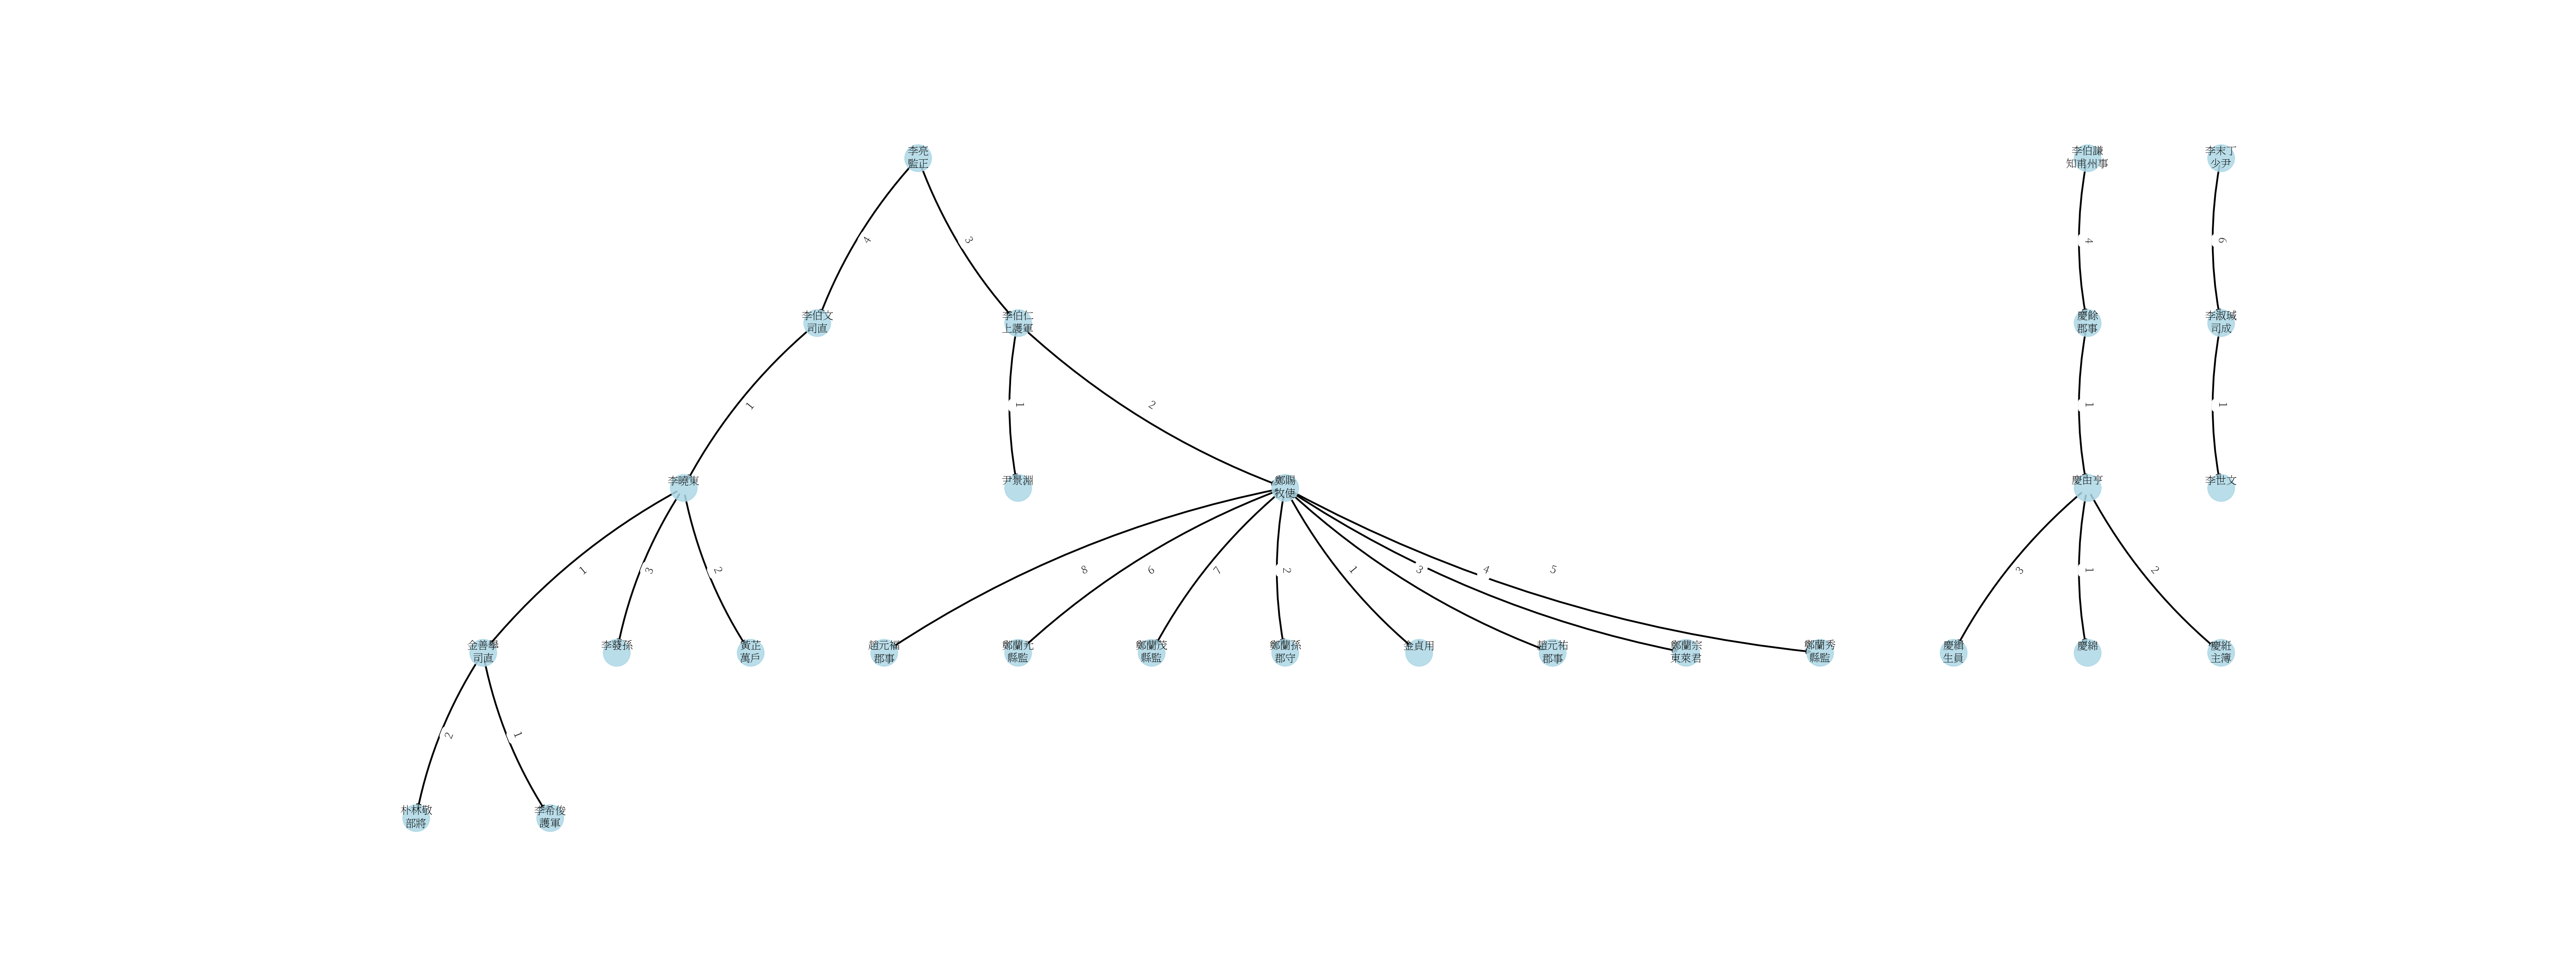 李亮
監正
李伯謙
知甫州事
李末丁
少尹
4
3
4
6
李伯文
司直
李伯仁
上護軍
慶餘
郡事
李淑瑊
司成
1
1
2
1
1
李曉東
尹景淵
鄭賜
牧使
慶由亨
李世文
1
3
2
8
6
7
2
1
3
4
5
3
1
2
金善擧
司直
李發孫
黃芷
萬戶
趙元福
郡事
鄭蘭元
縣監
鄭蘭茂
縣監
鄭蘭孫
郡守
金貞用
趙元祐
郡事
鄭蘭宗
東萊君
鄭蘭秀
縣監
慶續
生員
慶綿
慶紝
主簿
2
1
朴林敬
部將
李希俊
護軍